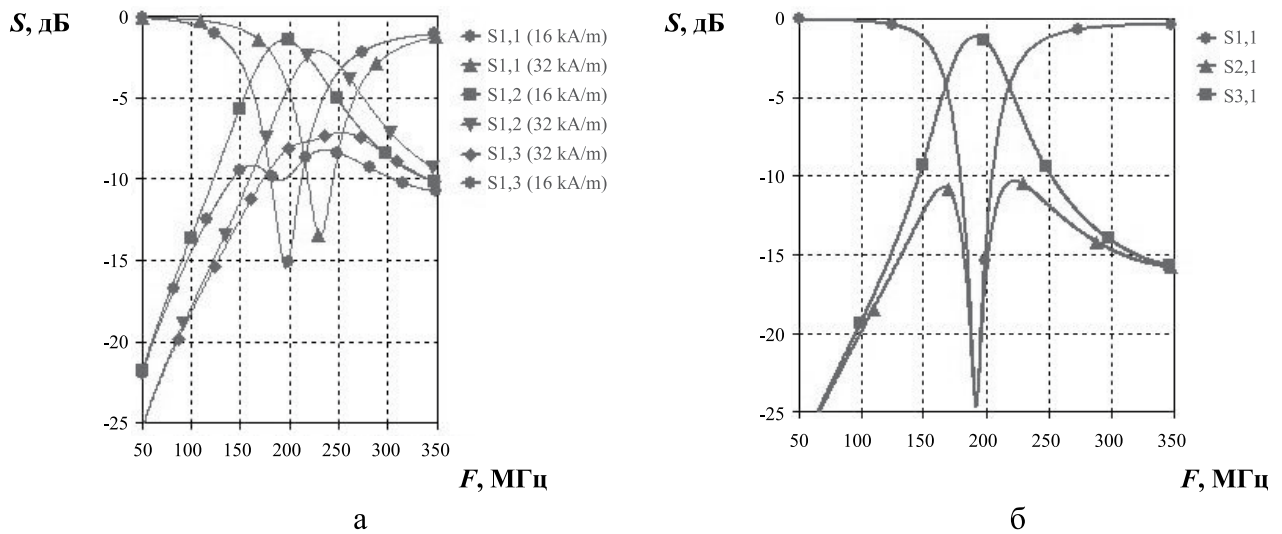 S, дБ
0
-5
-10
-15
-20
-25
50 100 150 200 250 300 350
F, МГц
S1,1 (16 kA/m)
S1,1 (32 kA/m)
S1,2 (16 kA/m)
S1,2 (32 kA/m)
S1,3 (32 kA/m)
S1,3 (16 kA/m)
а
S, дБ
0
-5
-10
-15
-20
-25
50 100 150 200 250 300 350
F, МГц
S1,1
S2,1
S3,1
б